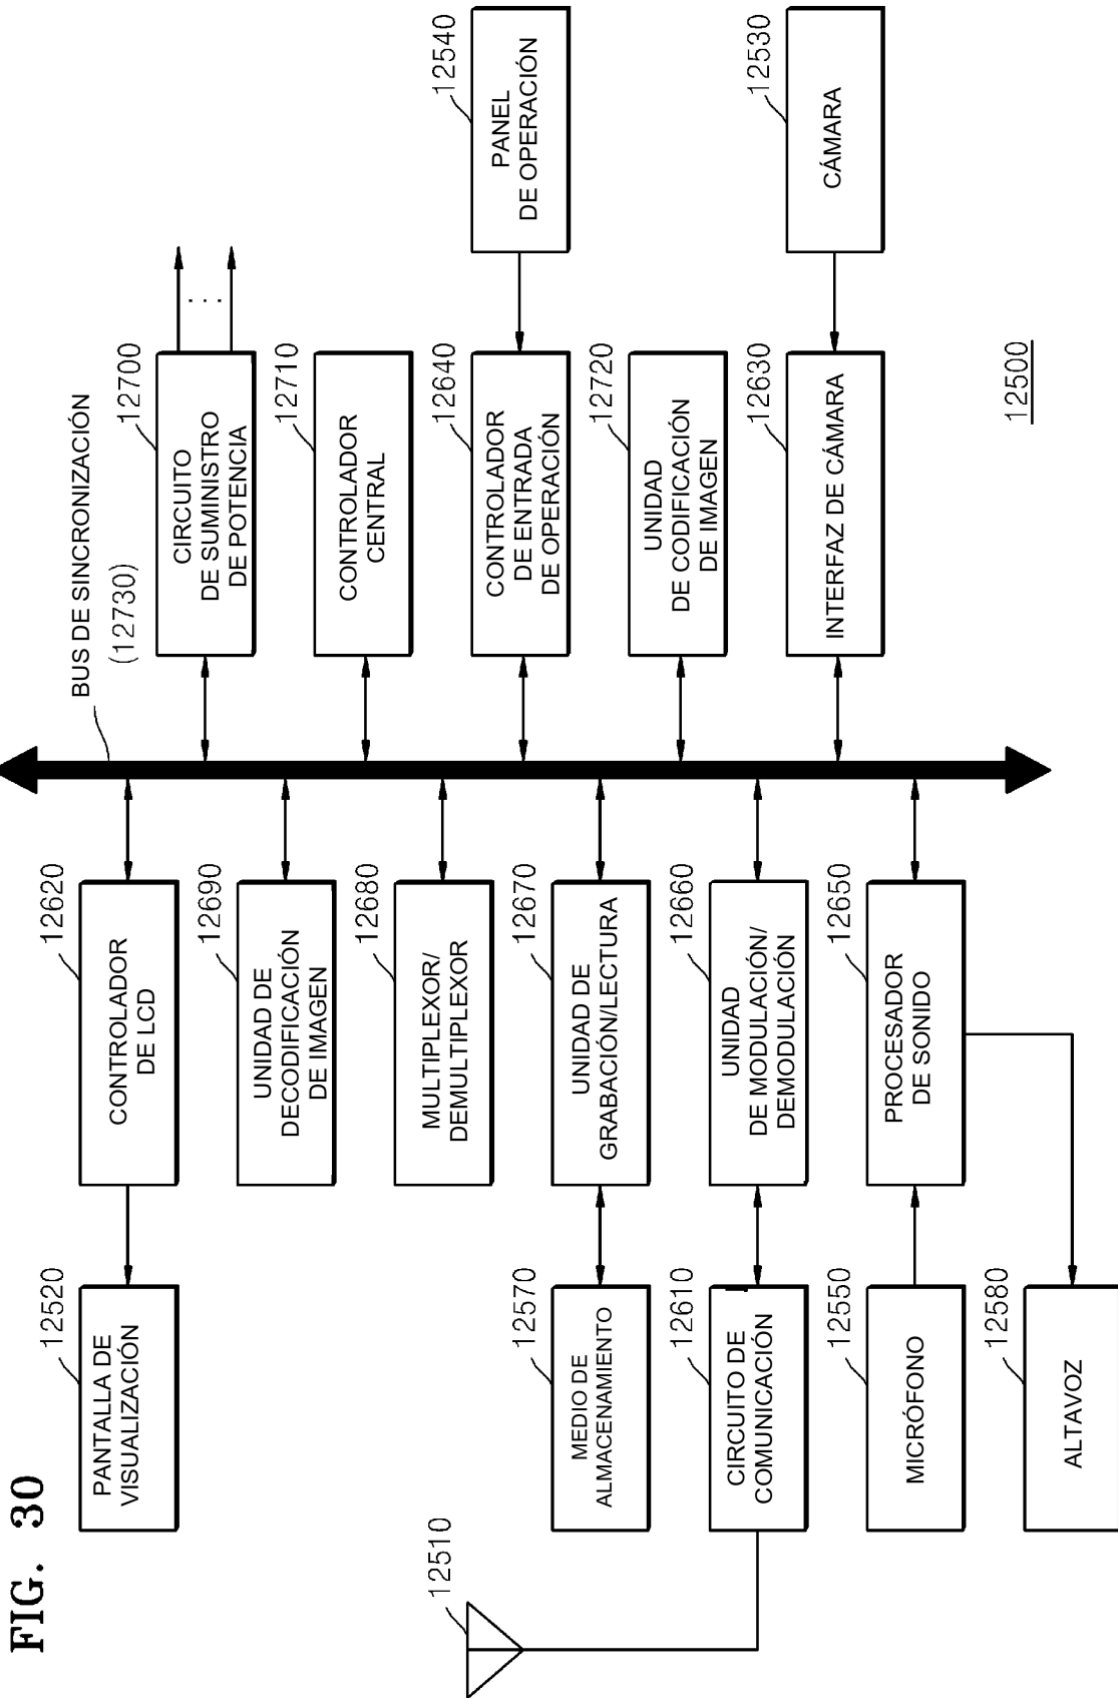 FIG. 30
12510
12520
PANTALLA DE
VISUALIZACIÓN
12620
CONTROLADOR
DE LCD
BUS DE SINCRONIZACIÓN
(12730)
12700
CIRCUITO
DE SUMINISTRO
DE POTENCIA
. . .
12690
UNIDAD DE
DECODIFICACIÓN
DE IMAGEN
12710
CONTROLADOR
CENTRAL
12680
MULTIPLEXOR/
DEMULTIPLEXOR
12640
CONTROLADOR
DE ENTRADA
DE OPERACIÓN
12540
PANEL
DE OPERACIÓN
12570
MEDIO DE
ALMACENAMIENTO
12670
UNIDAD DE
GRABACIÓN/LECTURA
12720
UNIDAD
DE CODIFICACIÓN
DE IMAGEN
12610
CIRCUITO DE
COMUNICACIÓN
12660
UNIDAD
DE MODULACIÓN/
DEMODULACIÓN
12630
INTERFAZ DE CÁMARA
12530
CÁMARA
12550
MICRÓFONO
12650
PROCESADOR
DE SONIDO
12580
ALTAVOZ
12500